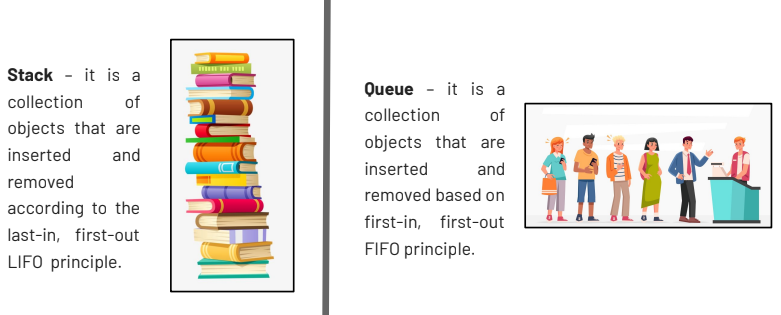 Stack – it is a
collection of
objects that are
inserted and
removed
according to the
last-in, first-out
LIFO principle.
Queue – it is a
collection of
objects that are
inserted and
removed based on
first-in, first-out
FIFO principle.